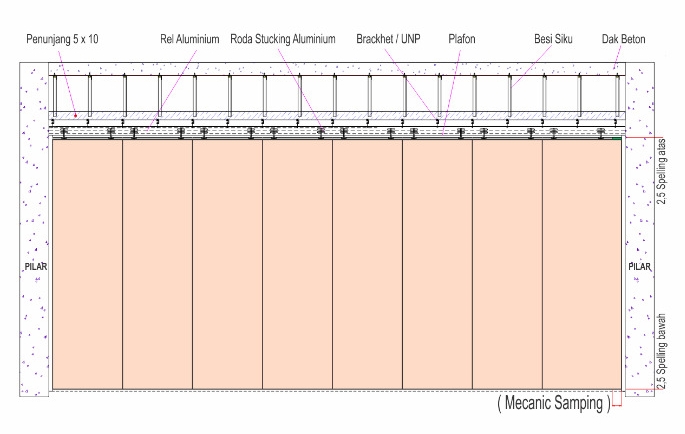 Penunjang 5 x 10
Rel Aluminium
Roda Stucking Aluminium
Brackhet / UNP
Plafon
Besi Siku
Dak Beton
2.5 Spelling atas
PILAR
PILAR
2.5 Spelling bawah
( Mecanic Samping )